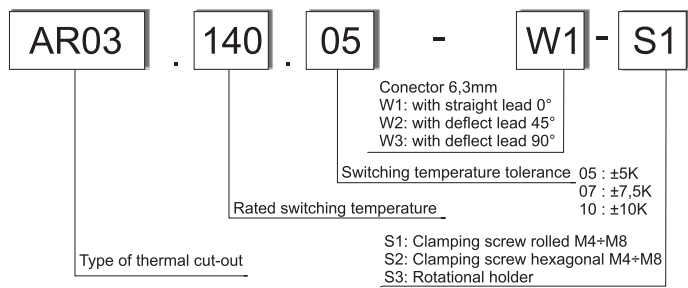 AR03 . 140 . 05 - W1 - S1
Conector 6,3mm
W1: with straight lead 0°
W2: with deflect lead 45°
W3: with deflect lead 90°
Switching temperature tolerance 05 : ±5K
07 : ±7,5K
10 : ±10K
Rated switching temperature
S1: Clamping screw rolled M4÷M8
S2: Clamping screw hexagonal M4÷M8
S3: Rotational holder
Type of thermal cut-out